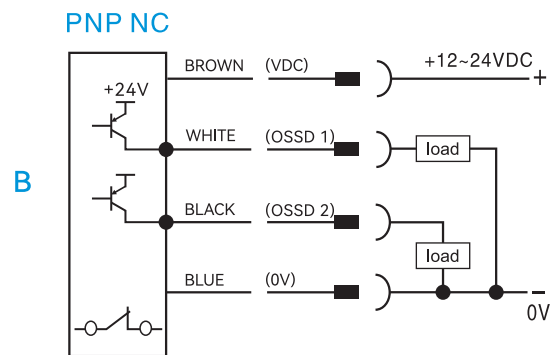 PNP NC
BROWN (VDC) +12~24VDC
+
+24V
WHITE (OSSD 1) load
B
BLACK (OSSD 2)
load
BLUE (0V) −
0V